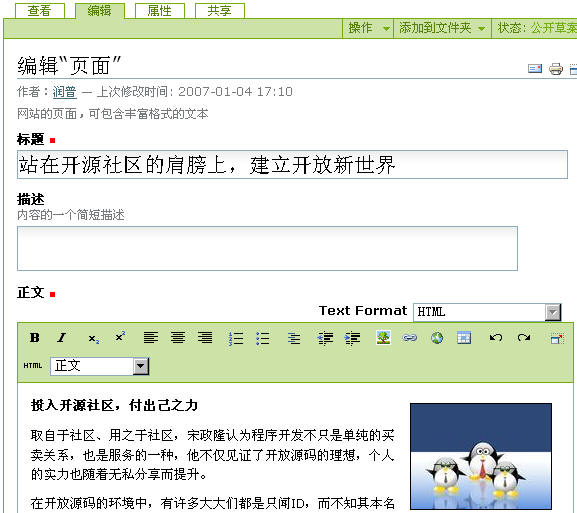 查看 编辑 属性 共享
操作 添加到文件夹 状态: 公开草案
编辑“页面”
作者：润普 — 上次修改时间: 2007-01-04 17:10
网站的页面，可包含丰富格式的文本
标题
站在开源社区的肩膀上，建立开放新世界
描述
内容的一个简短描述
正文
Text Format HTML
B I x₂ x²
HTML 正文
投入开源社区，付出己之力
取自于社区、用之于社区，宋政隆认为程序开发不只是单纯的买
卖关系，也是服务的一种，他不仅见证了开放源码的理想，个人
的实力也随着无私分享而提升。
在开放源码的环境中，有许多大大们都是只闻ID，而不知其本名